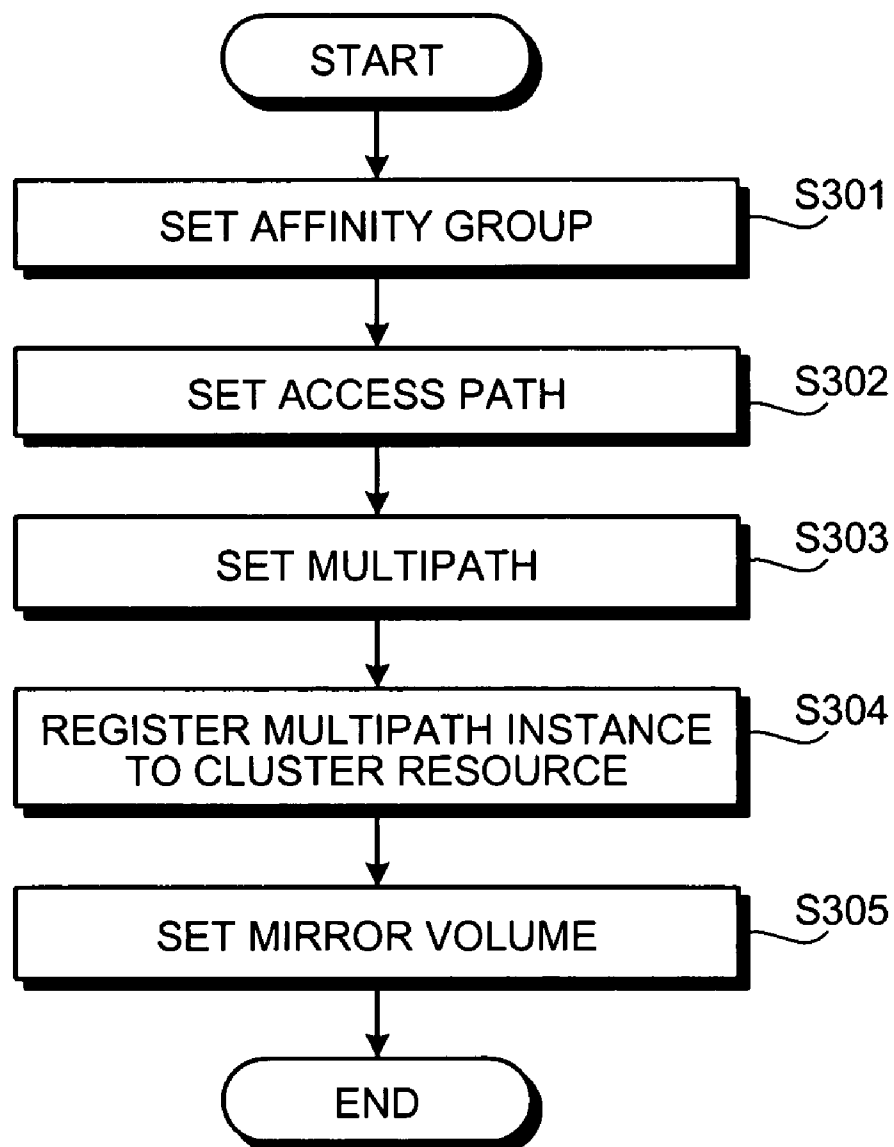 START
SET AFFINITY GROUP
S301
SET ACCESS PATH
S302
SET MULTIPATH
S303
REGISTER MULTIPATH INSTANCE
TO CLUSTER RESOURCE
S304
SET MIRROR VOLUME
S305
END